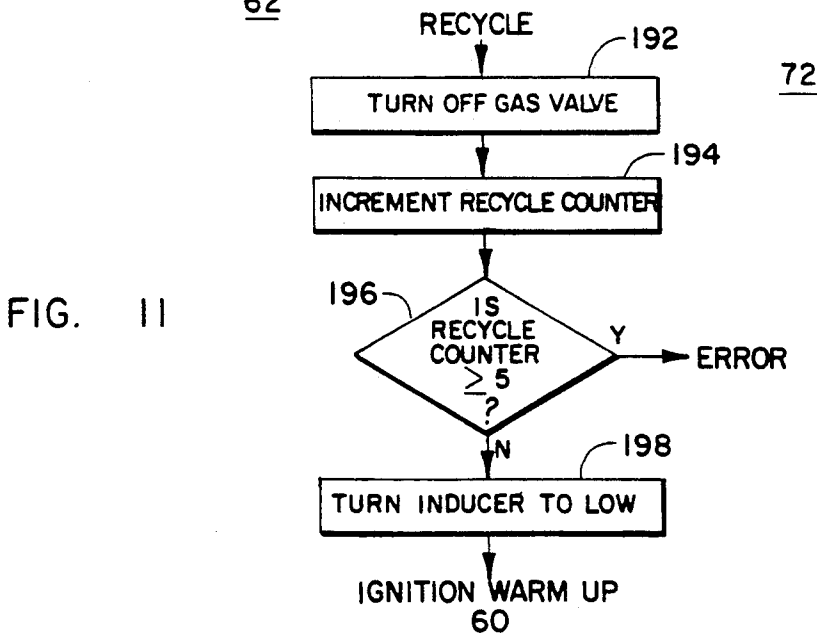 62
RECYCLE
192
72
TURN OFF GAS VALVE
194
INCREMENT RECYCLE COUNTER
196
IS
RECYCLE
COUNTER
≥ 5
?
Y
ERROR
FIG. 11
N
198
TURN INDUCER TO LOW
IGNITION WARM UP
60